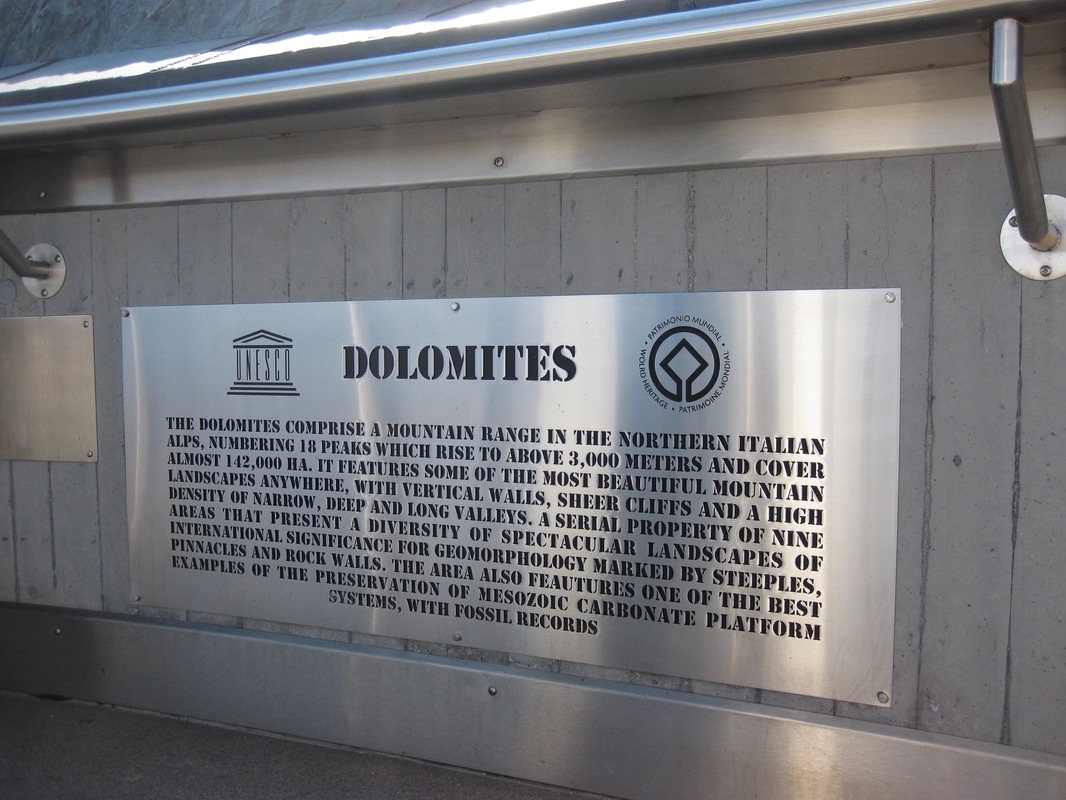 UNESCO
DOLOMITES
• PATRIMONIO MUNDIAL • WOLRD HERITAGE • PATRIMOINE MONDIAL
THE DOLOMITES COMPRISE A MOUNTAIN RANGE IN THE NORTHERN ITALIAN
ALPS, NUMBERING 18 PEAKS WHICH RISE TO ABOVE 3,000 METERS AND COVER
ALMOST 142,000 HA. IT FEATURES SOME OF THE MOST BEAUTIFUL MOUNTAIN
LANDSCAPES ANYWHERE, WITH VERTICAL WALLS, SHEER CLIFFS AND A HIGH
DENSITY OF NARROW, DEEP AND LONG VALLEYS. A SERIAL PROPERTY OF NINE
AREAS THAT PRESENT A DIVERSITY OF SPECTACULAR LANDSCAPES OF
INTERNATIONAL SIGNIFICANCE FOR GEOMORPHOLOGY MARKED BY STEEPLES,
PINNACLES AND ROCK WALLS. THE AREA ALSO FEAUTURES ONE OF THE BEST
EXAMPLES OF THE PRESERVATION OF MESOZOIC CARBONATE PLATFORM
SYSTEMS, WITH FOSSIL RECORDS